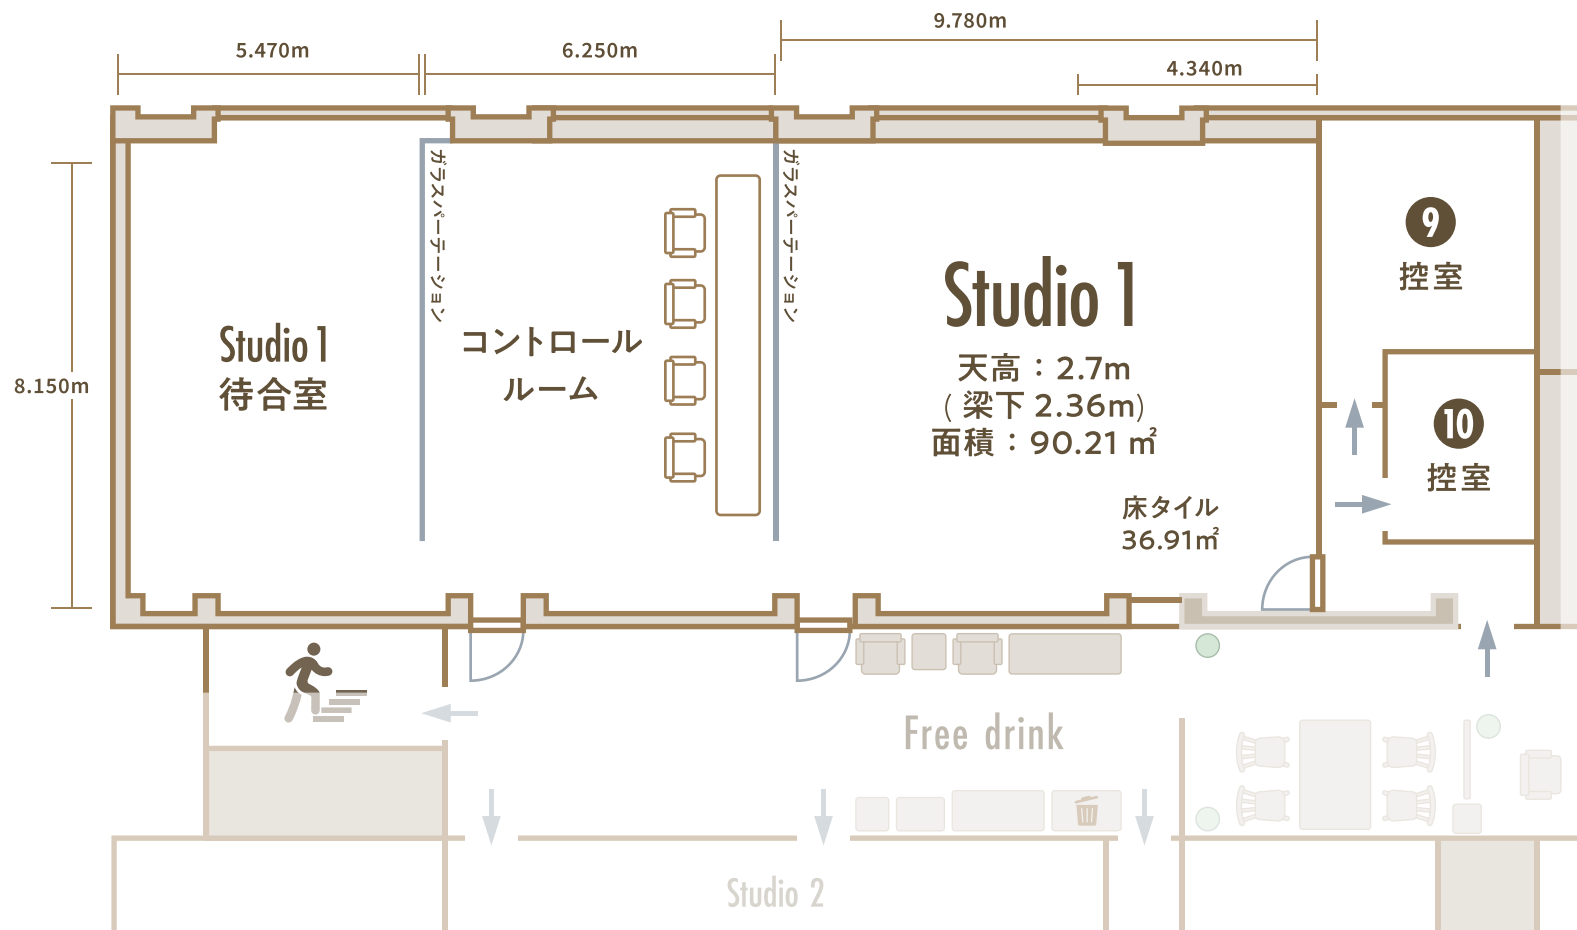 9.780m
5.470m
6.250m
4.340m
ガラスパーテーション
ガラスパーテーション
8.150m
Studio 1
待合室
コントロール
ルーム
Studio 1
天高：2.7m
( 梁下 2.36m)
面積：90.21 ㎡
床タイル
36.91㎡
9
控室
10
控室
Free drink
Studio 2